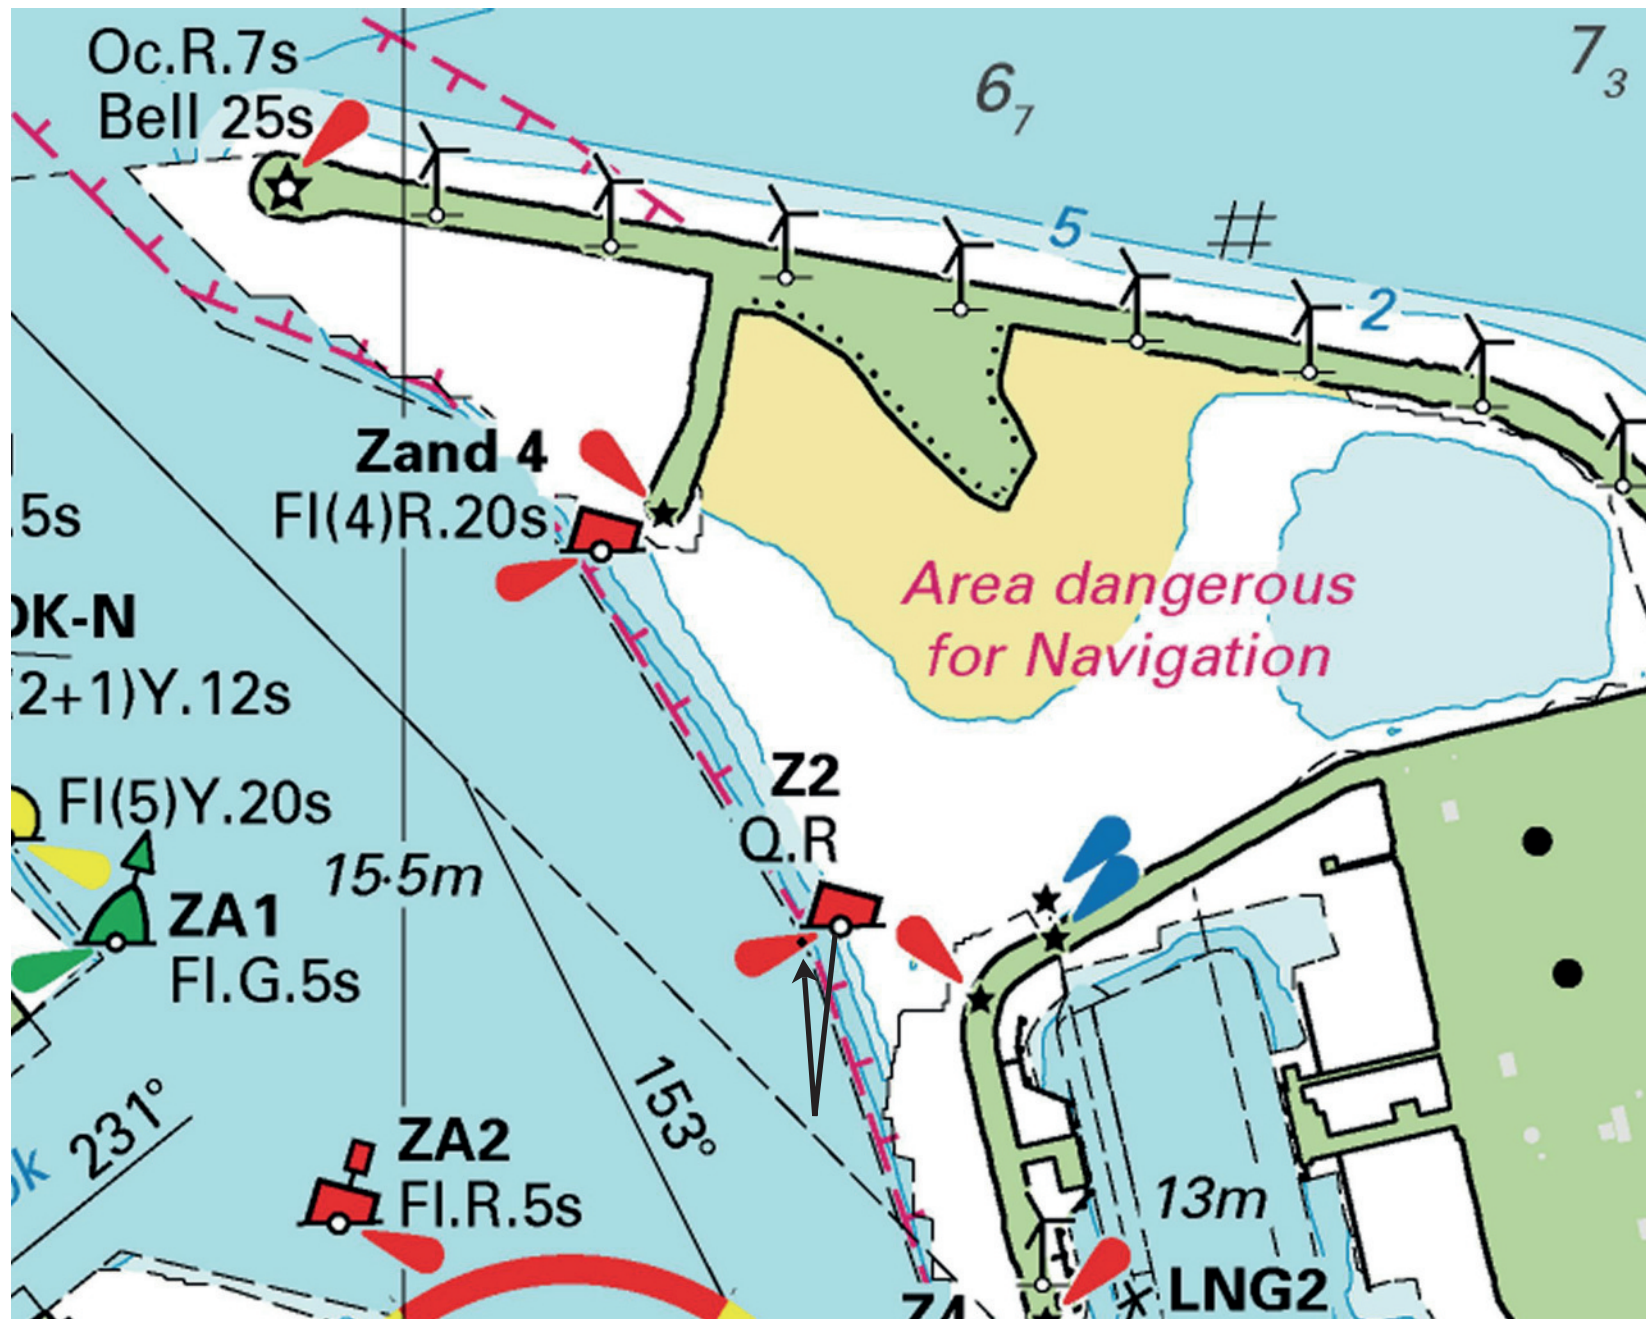 Oc.R.7s
Bell 25s
6₇
7₃
5
2
Zand 4
Fl(4)R.20s
5s
Area dangerous
for Navigation
K-N
2+1)Y.12s
Fl(5)Y.20s
Z2
Q.R
15·5m
ZA1
Fl.G.5s
153°
231°
ZA2
Fl.R.5s
13m
LNG2
Z4